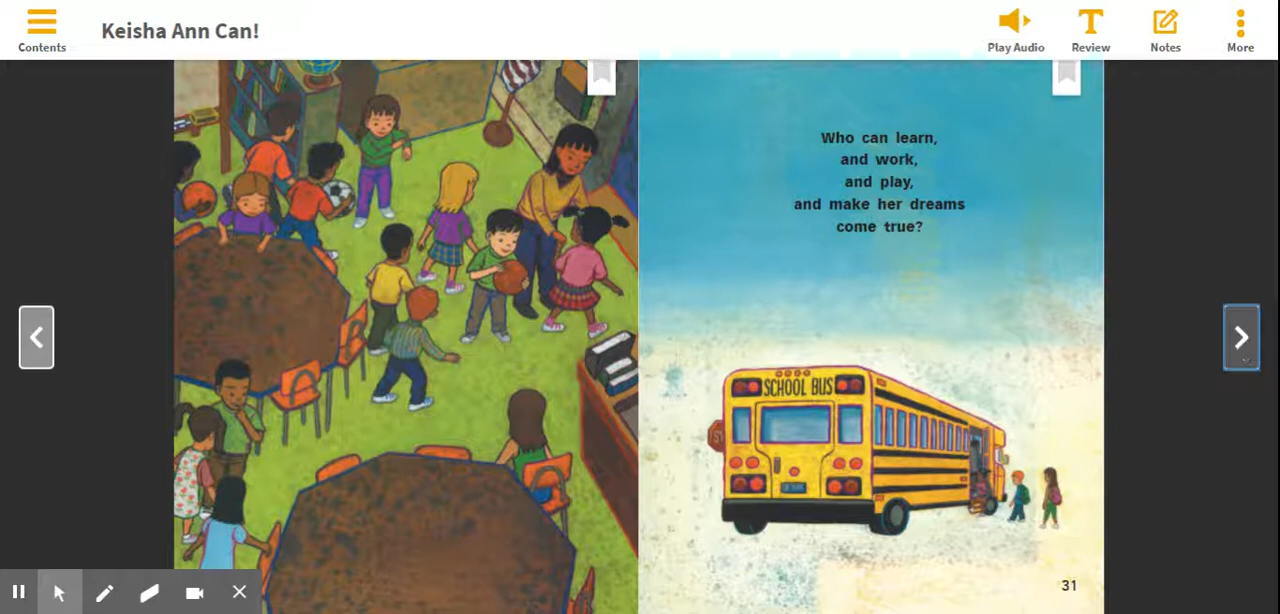 Contents
Keisha Ann Can!
Play Audio
Review
Notes
More
Who can learn,
and work,
and play,
and make her dreams
come true?
SCHOOL BUS
31